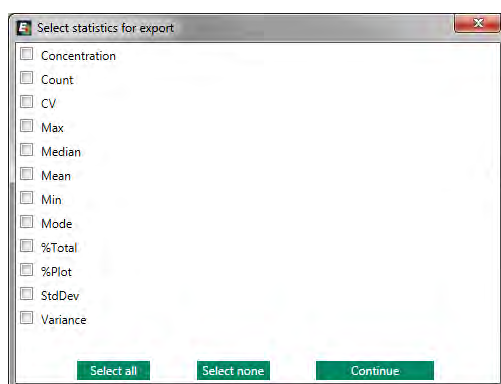 Select statistics for export
Concentration
Count
CV
Max
Median
Mean
Min
Mode
%Total
%Plot
StdDev
Variance
Select all Select none Continue